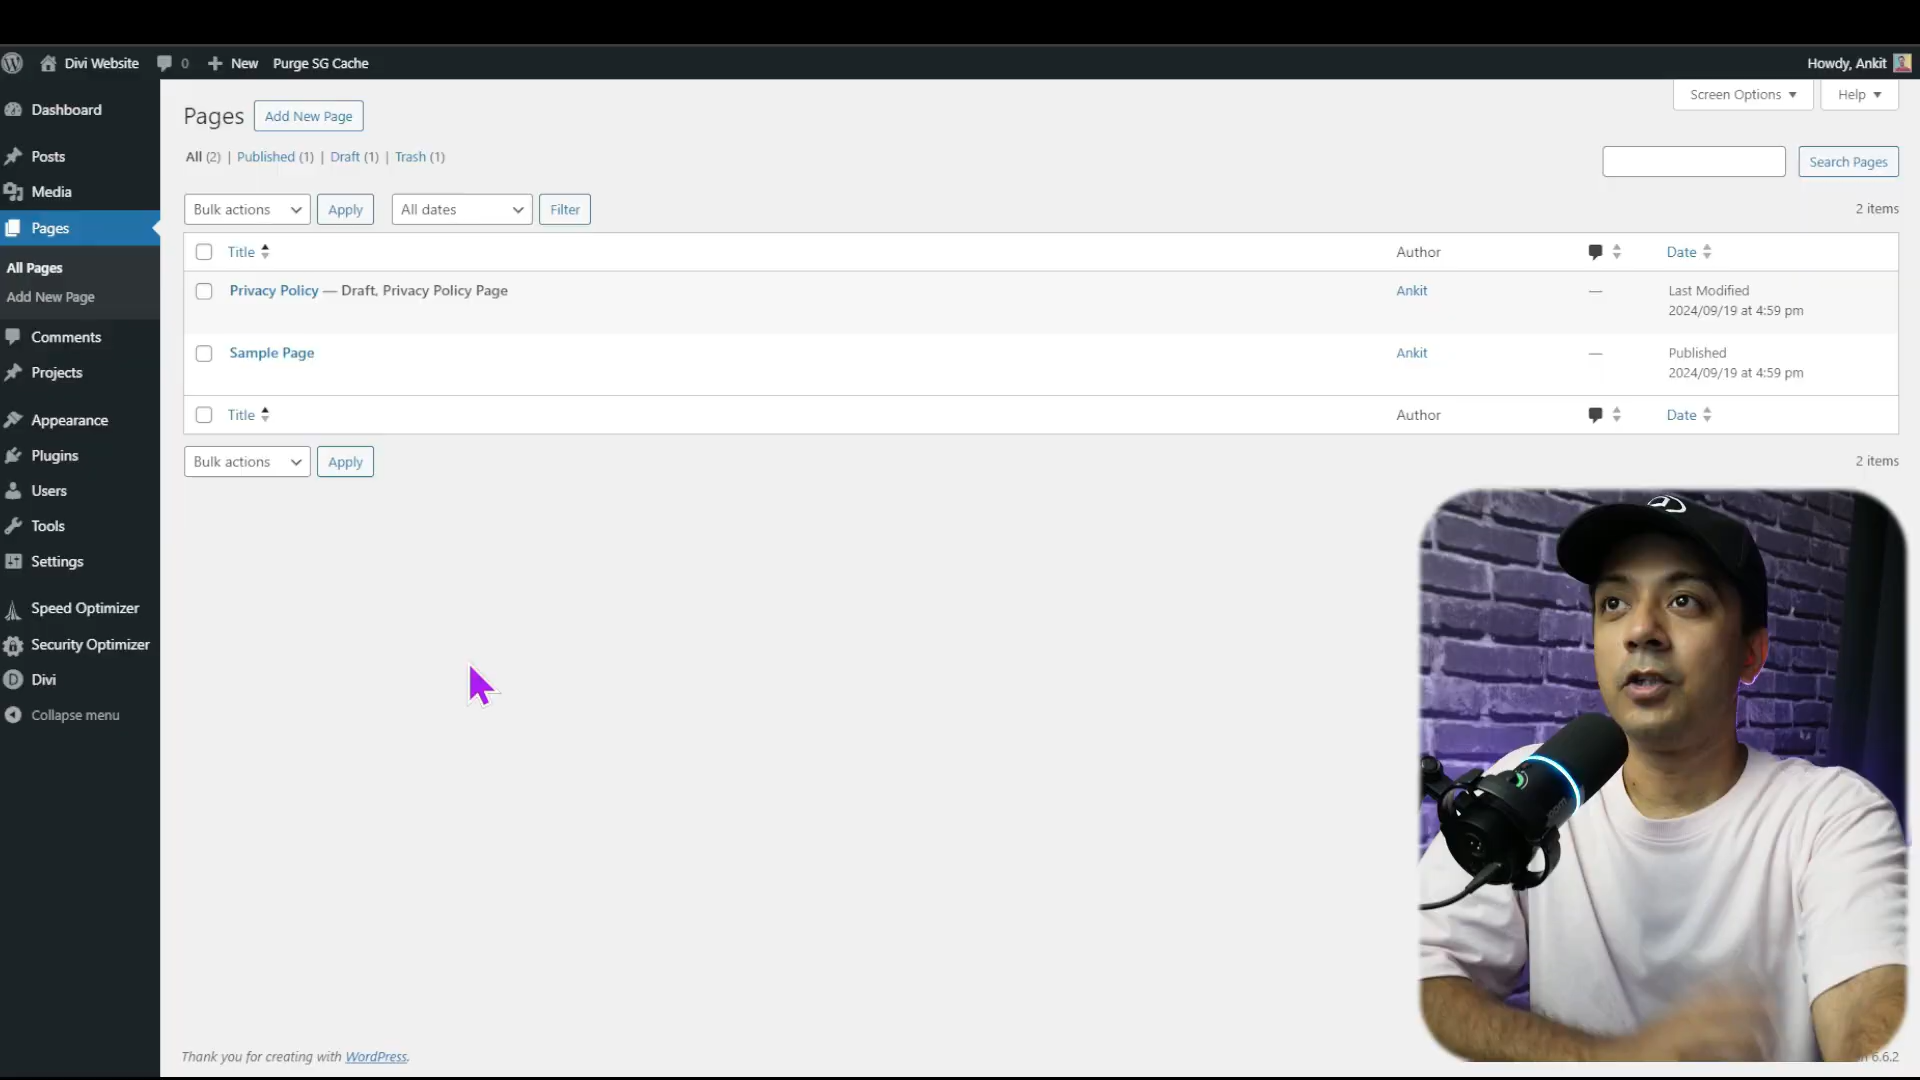 Divi Website 0 New Purge SG Cache Howdy, Ankit
Dashboard
Posts
Media
Pages
All Pages
Add New Page
Comments
Projects
Appearance
Plugins
Users
Tools
Settings
Speed Optimizer
Security Optimizer
Divi
Collapse menu
Screen Options Help
Pages Add New Page
All (2) | Published (1) | Draft (1) | Trash (1)
Search Pages
Bulk actions Apply All dates Filter 2 items
Title Author Date
Privacy Policy — Draft, Privacy Policy Page Ankit — Last Modified
2024/09/19 at 4:59 pm
Sample Page Ankit — Published
2024/09/19 at 4:59 pm
Title Author Date
Bulk actions Apply 2 items
Thank you for creating with WordPress. 6.6.2